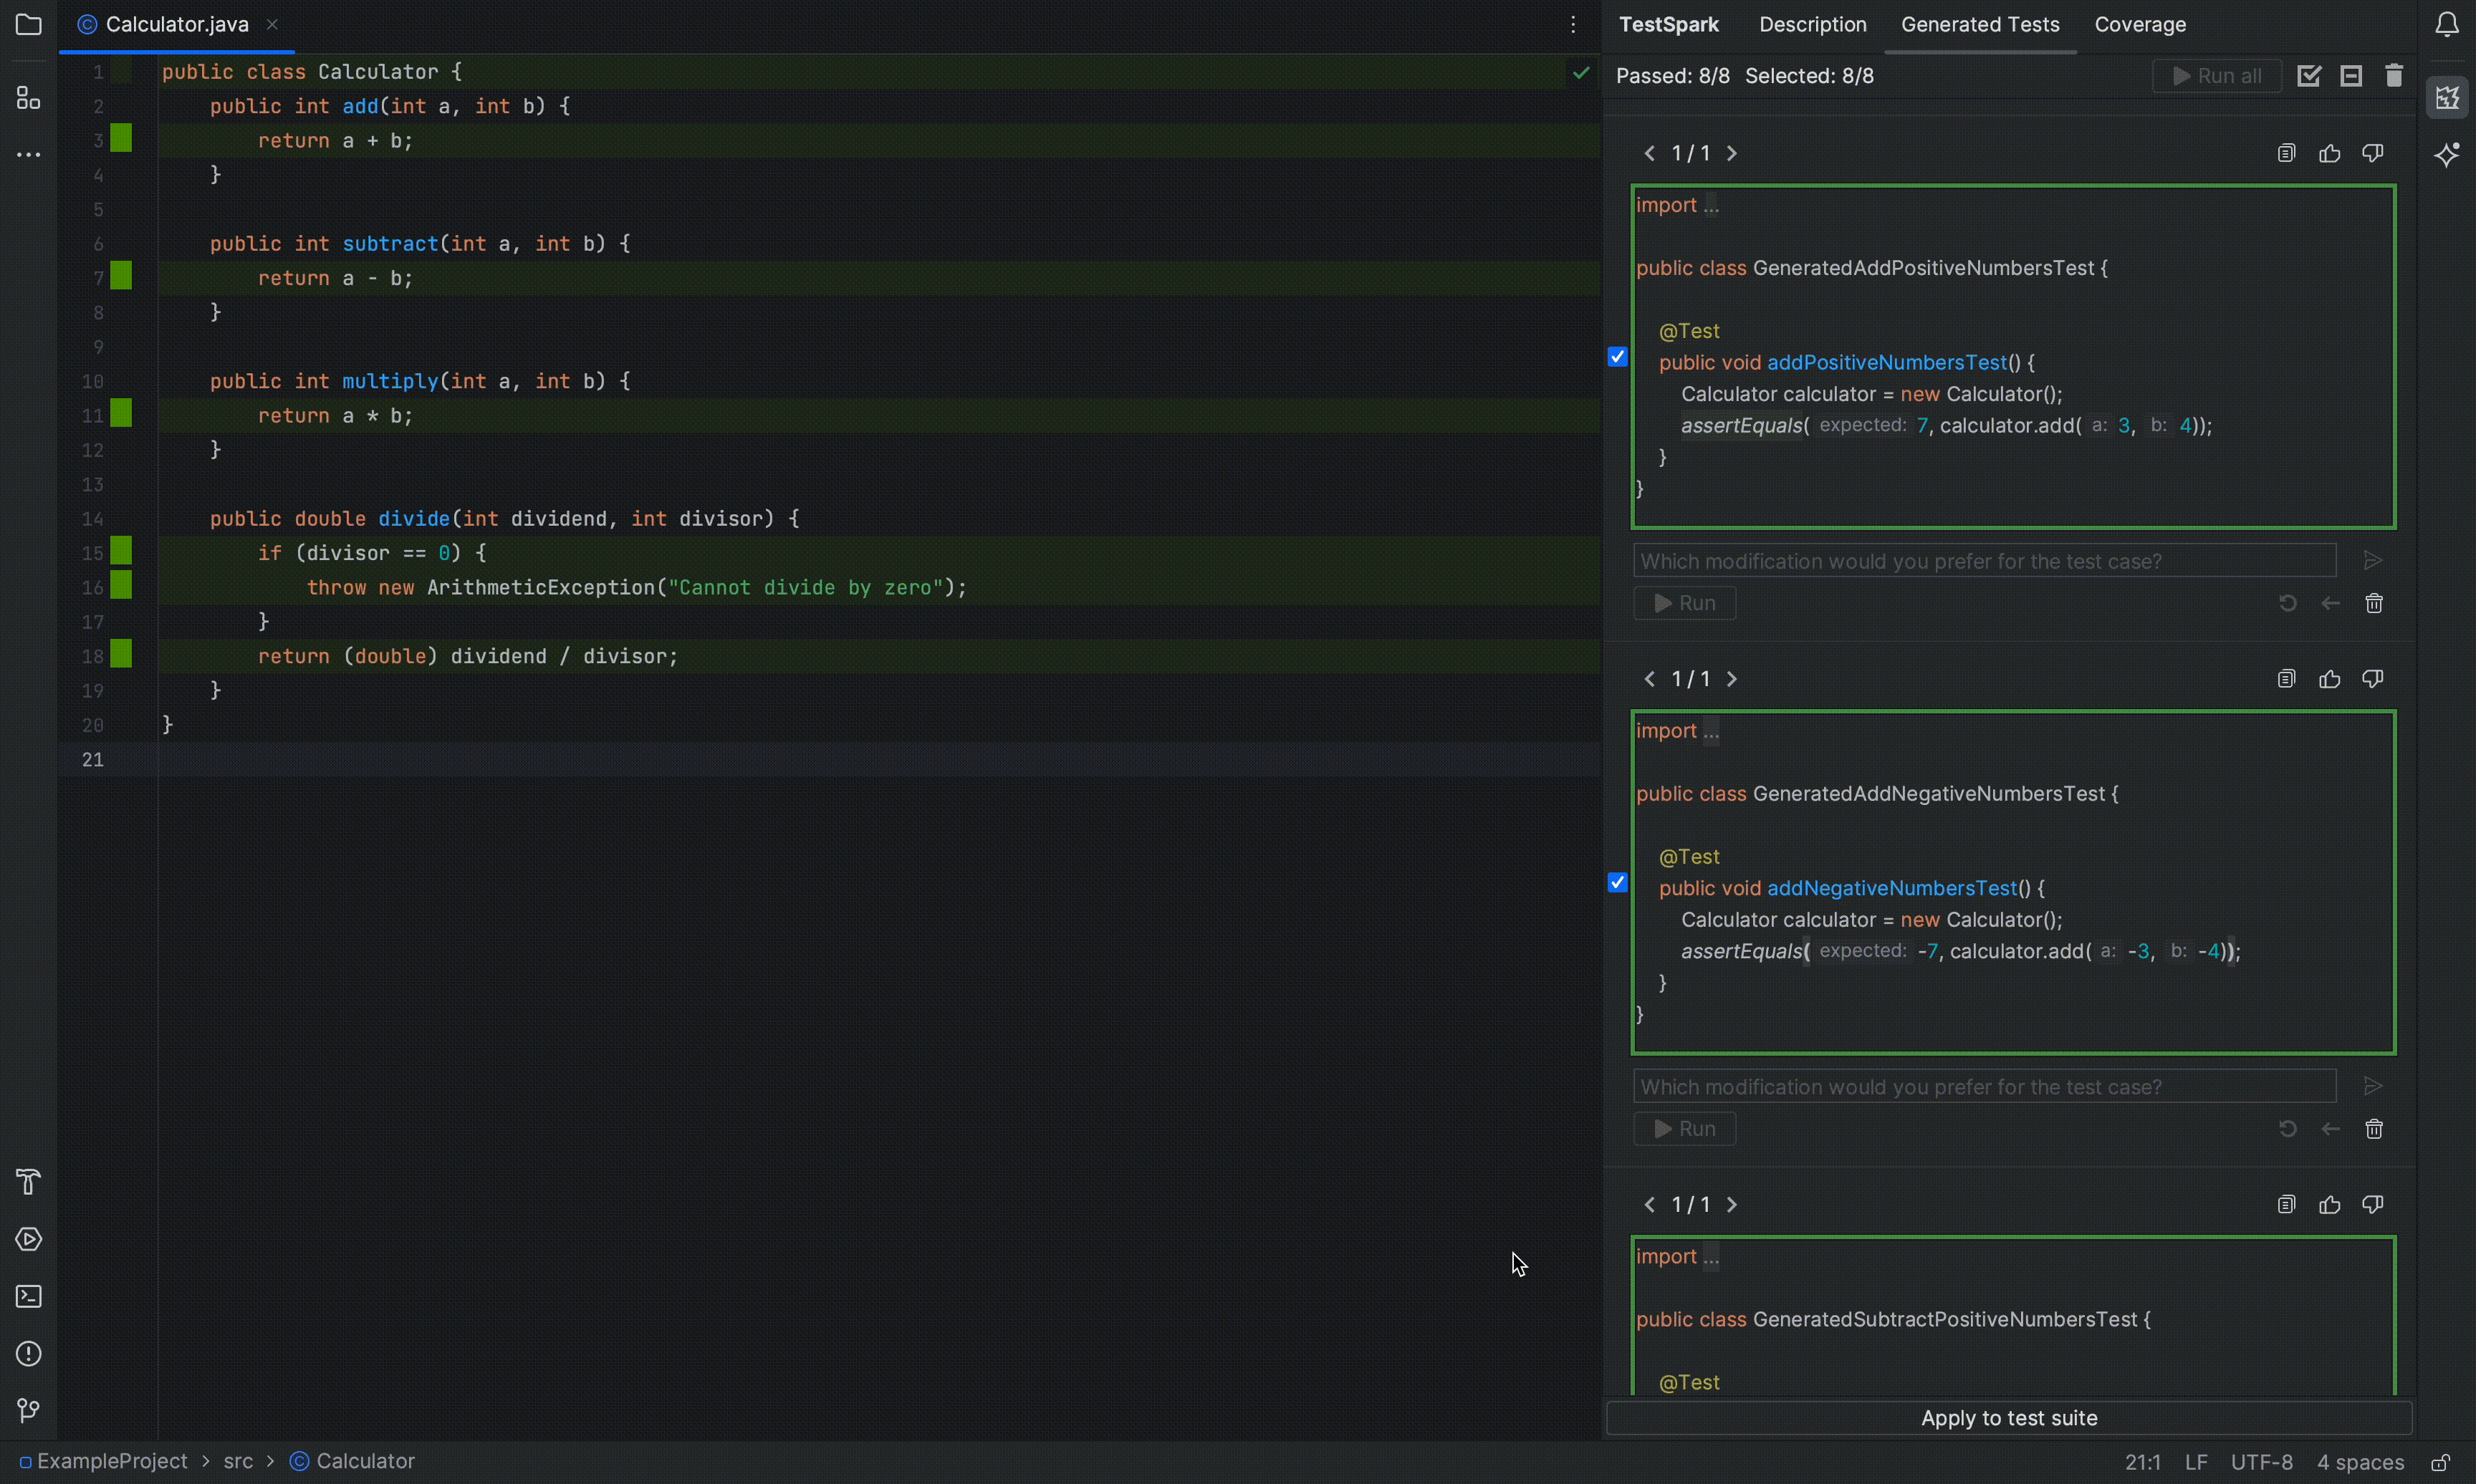 Calculator.java
1 public class Calculator {
2     public int add(int a, int b) {
3         return a + b;
4     }
5
6     public int subtract(int a, int b) {
7         return a - b;
8     }
9
10     public int multiply(int a, int b) {
11         return a * b;
12     }
13
14     public double divide(int dividend, int divisor) {
15         if (divisor == 0) {
16             throw new ArithmeticException("Cannot divide by zero");
17         }
18         return (double) dividend / divisor;
19     }
20 }
21
TestSpark Description Generated Tests Coverage
Passed: 8/8 Selected: 8/8 Run all
1 / 1
import ...
public class GeneratedAddPositiveNumbersTest {
@Test
public void addPositiveNumbersTest() {
Calculator calculator = new Calculator();
assertEquals( expected: 7, calculator.add( a: 3, b: 4));
}
}
Which modification would you prefer for the test case?
Run
1 / 1
import ...
public class GeneratedAddNegativeNumbersTest {
@Test
public void addNegativeNumbersTest() {
Calculator calculator = new Calculator();
assertEquals( expected: -7, calculator.add( a: -3, b: -4));
}
}
Which modification would you prefer for the test case?
Run
1 / 1
import ...
public class GeneratedSubtractPositiveNumbersTest {
@Test
Apply to test suite
ExampleProject > src > Calculator
21:1 LF UTF-8 4 spaces